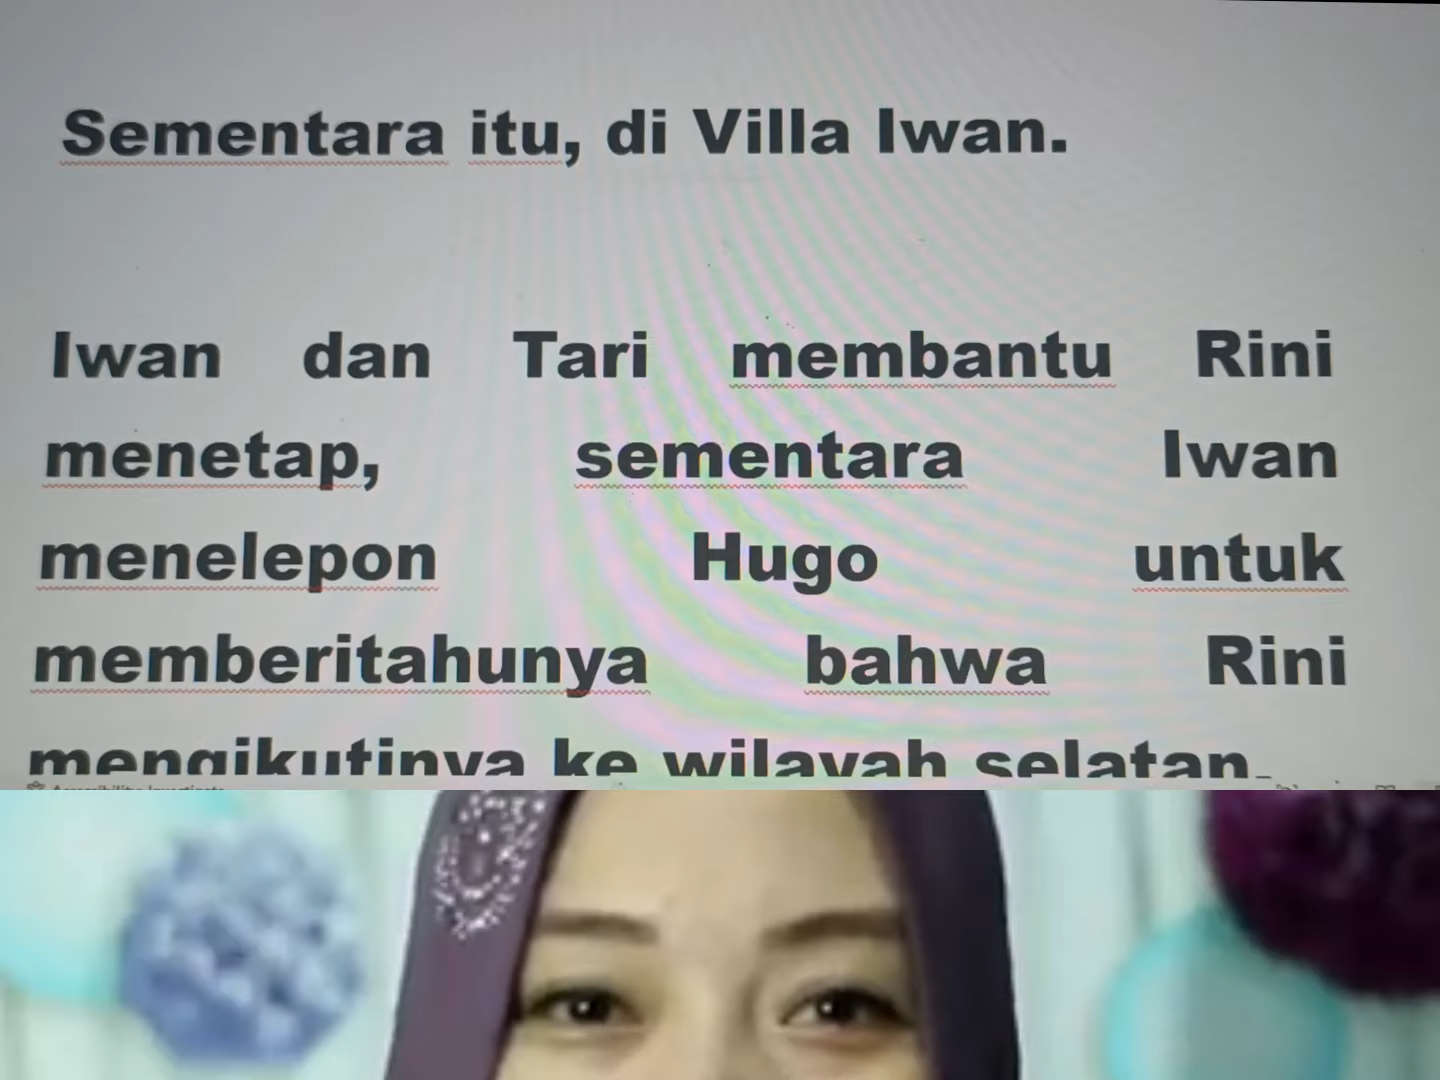 Sementara itu, di Villa Iwan.
Iwan dan Tari membantu Rini
menetap, sementara Iwan
menelepon Hugo untuk
memberitahunya bahwa Rini
mengikutinya ke wilayah selatan.